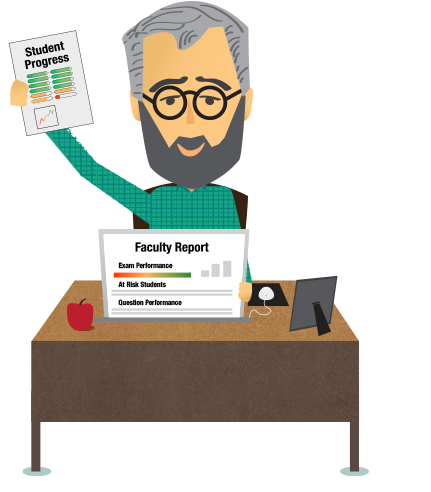 Student
Progress
Faculty Report
Exam Performance
At Risk Students
Question Performance